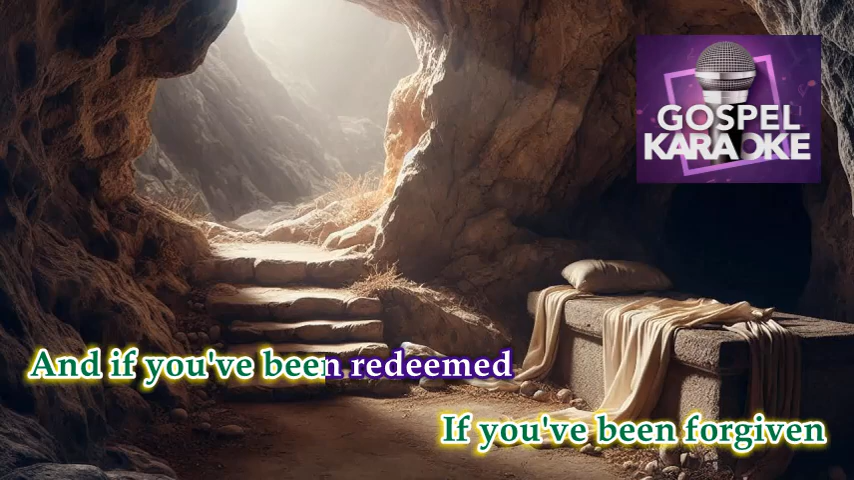 GOSPEL
KARAOKE
And if you've been redeemed
If you've been forgiven